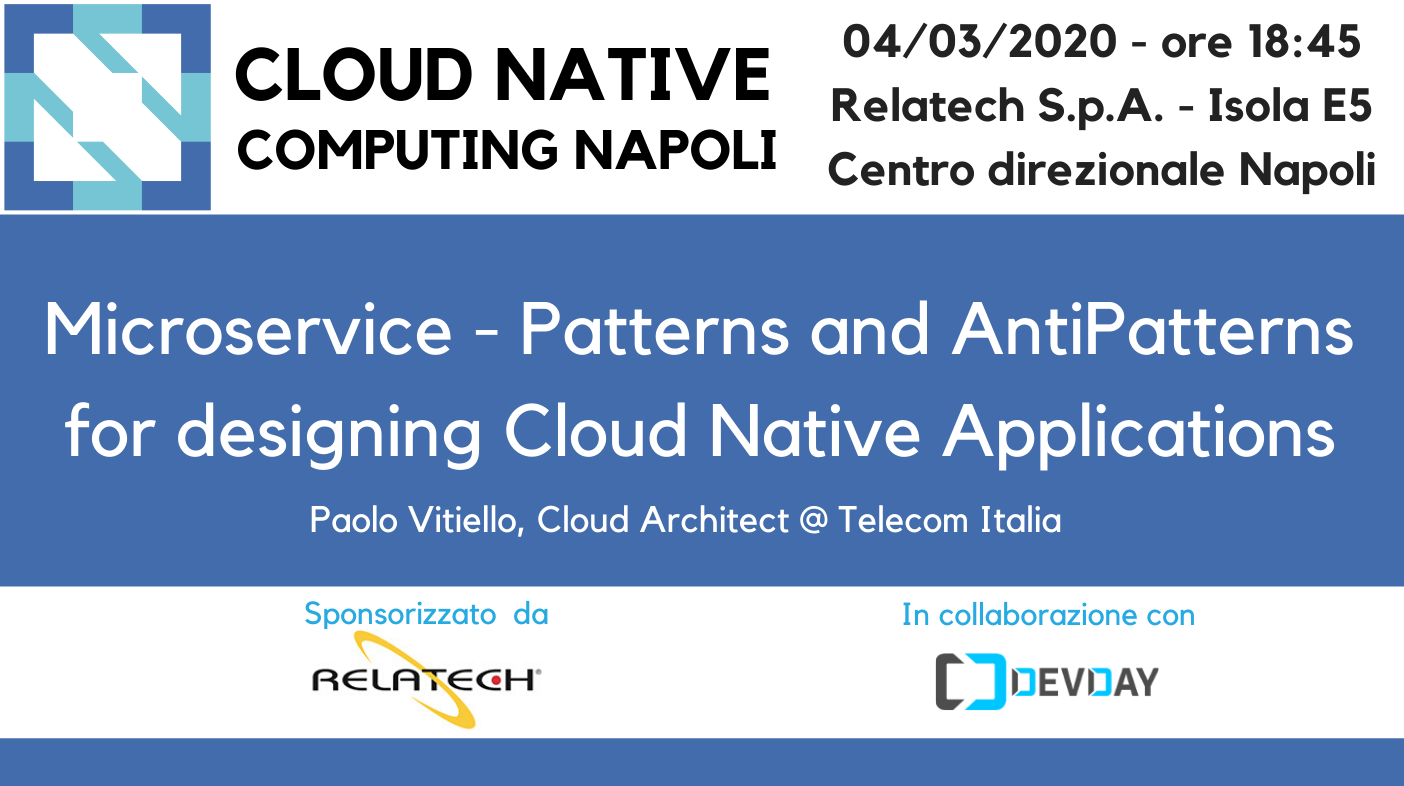 CLOUD NATIVE
COMPUTING NAPOLI
04/03/2020 - ore 18:45
Relatech S.p.A. - Isola E5
Centro direzionale Napoli
Microservice - Patterns and AntiPatterns
for designing Cloud Native Applications
Paolo Vitiello, Cloud Architect @ Telecom Italia
Sponsorizzato da
RELATECH®
In collaborazione con
DEVDAY